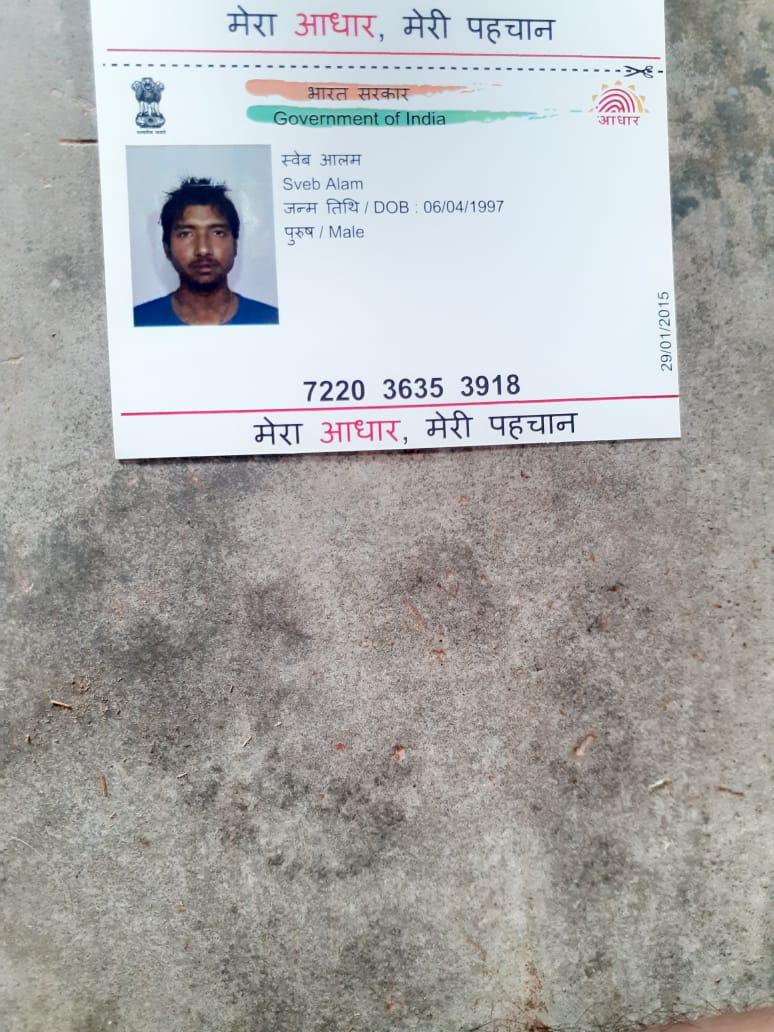 मेरा आधार, मेरी पहचान
भारत सरकार
Government of India
आधार
स्वेब आलम
Sveb Alam
जन्म तिथि / DOB : 06/04/1997
पुरुष / Male
29/01/2015
7220 3635 3918
मेरा आधार, मेरी पहचान